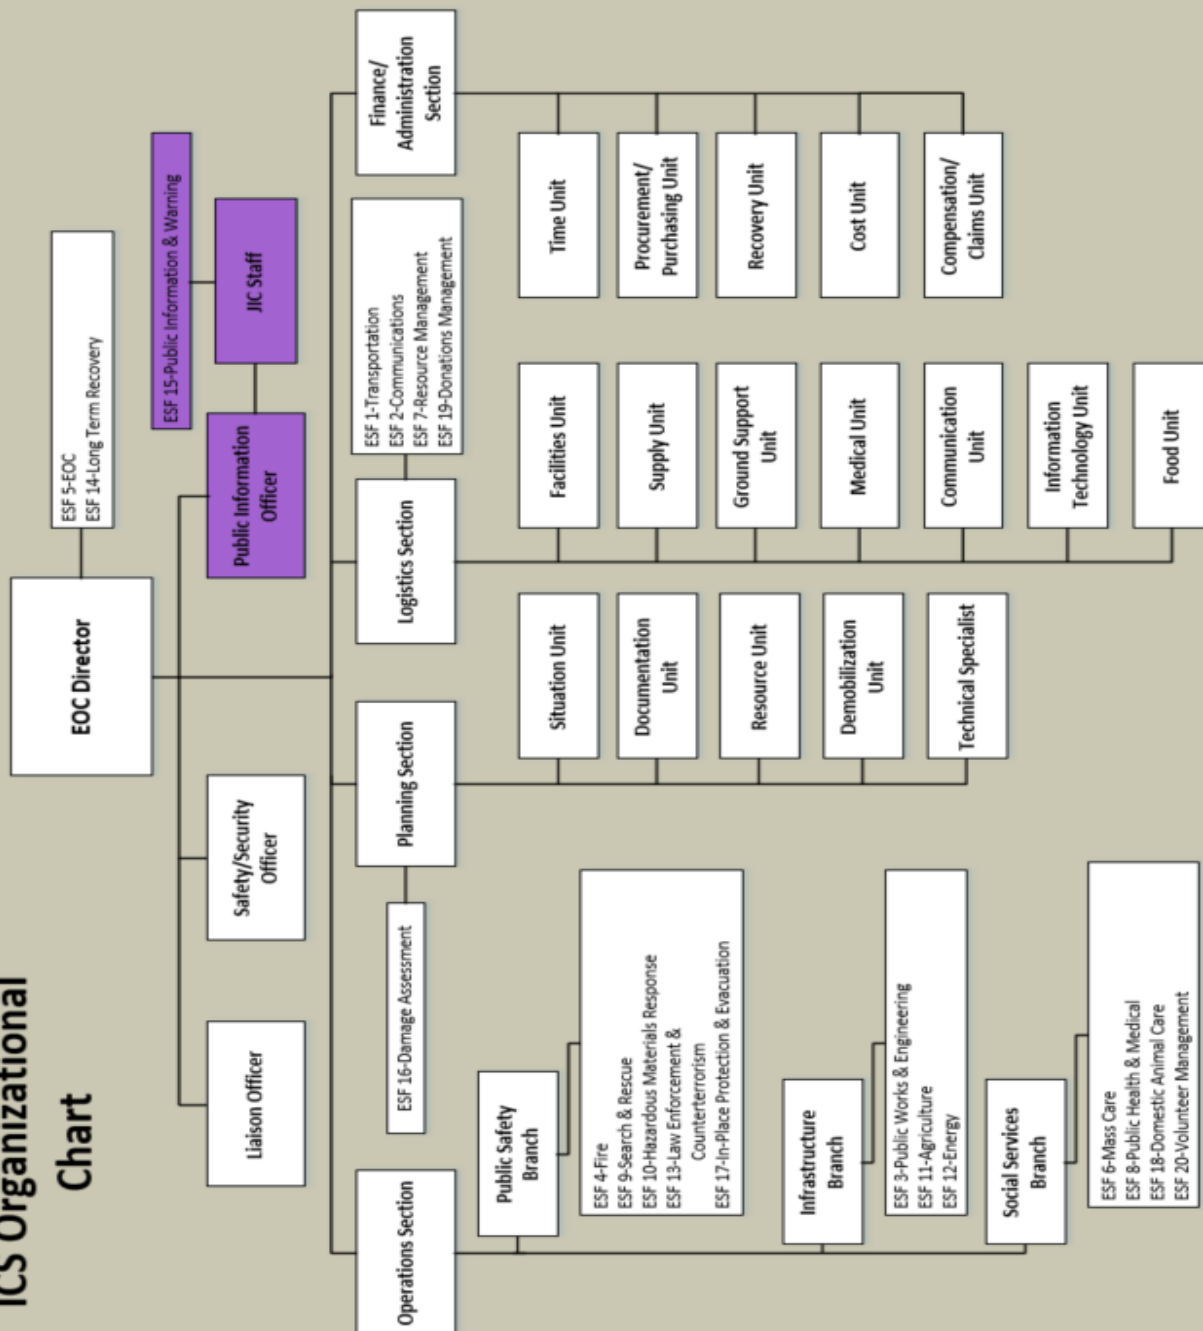 ICS Organizational
Chart
EOC Director
ESF 5-EOC
ESF 14-Long Term Recovery
Liaison Officer
Safety/Security
Officer
Public Information
Officer
JIC Staff
ESF 15-Public Information & Warning
Operations Section
Planning Section
ESF 16-Damage Assessment
Logistics Section
ESF 1-Transportation
ESF 2-Communications
ESF 7-Resource Management
ESF 19-Donations Management
Finance/
Administration
Section
Public Safety
Branch
ESF 4-Fire
ESF 9-Search & Rescue
ESF 10-Hazardous Materials Response
ESF 13-Law Enforcement &
Counterterrorism
ESF 17-In-Place Protection & Evacuation
Infrastructure
Branch
ESF 3-Public Works & Engineering
ESF 11-Agriculture
ESF 12-Energy
Social Services
Branch
ESF 6-Mass Care
ESF 8-Public Health & Medical
ESF 18-Domestic Animal Care
ESF 20-Volunteer Management
Situation Unit
Documentation
Unit
Resource Unit
Demobilization
Unit
Technical Specialist
Facilities Unit
Supply Unit
Ground Support
Unit
Medical Unit
Communication
Unit
Information
Technology Unit
Food Unit
Time Unit
Procurement/
Purchasing Unit
Recovery Unit
Cost Unit
Compensation/
Claims Unit